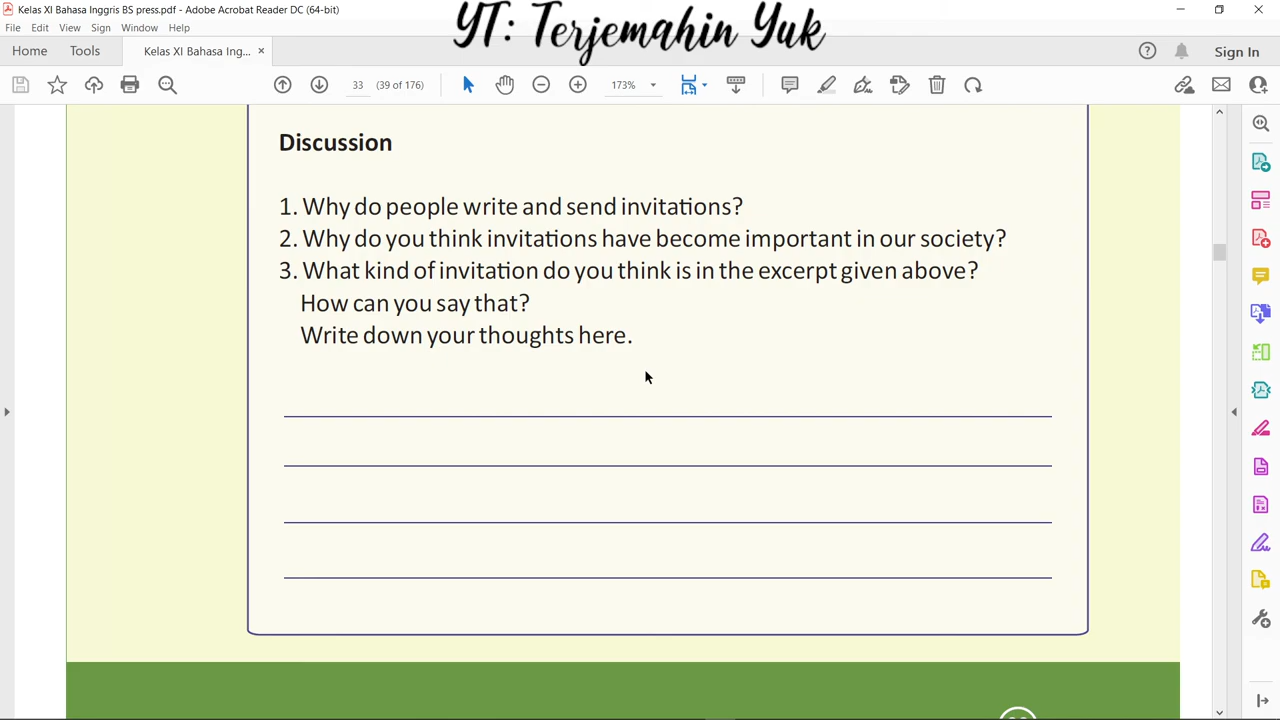 Kelas XI Bahasa Inggris BS press.pdf - Adobe Acrobat Reader DC (64-bit)
YT: Terjemahin Yuk
File Edit View Sign Window Help
Home Tools Kelas XI Bahasa Ing... × Sign In
33 (39 of 176) 173%
Discussion
1. Why do people write and send invitations?
2. Why do you think invitations have become important in our society?
3. What kind of invitation do you think is in the excerpt given above?
How can you say that?
Write down your thoughts here.